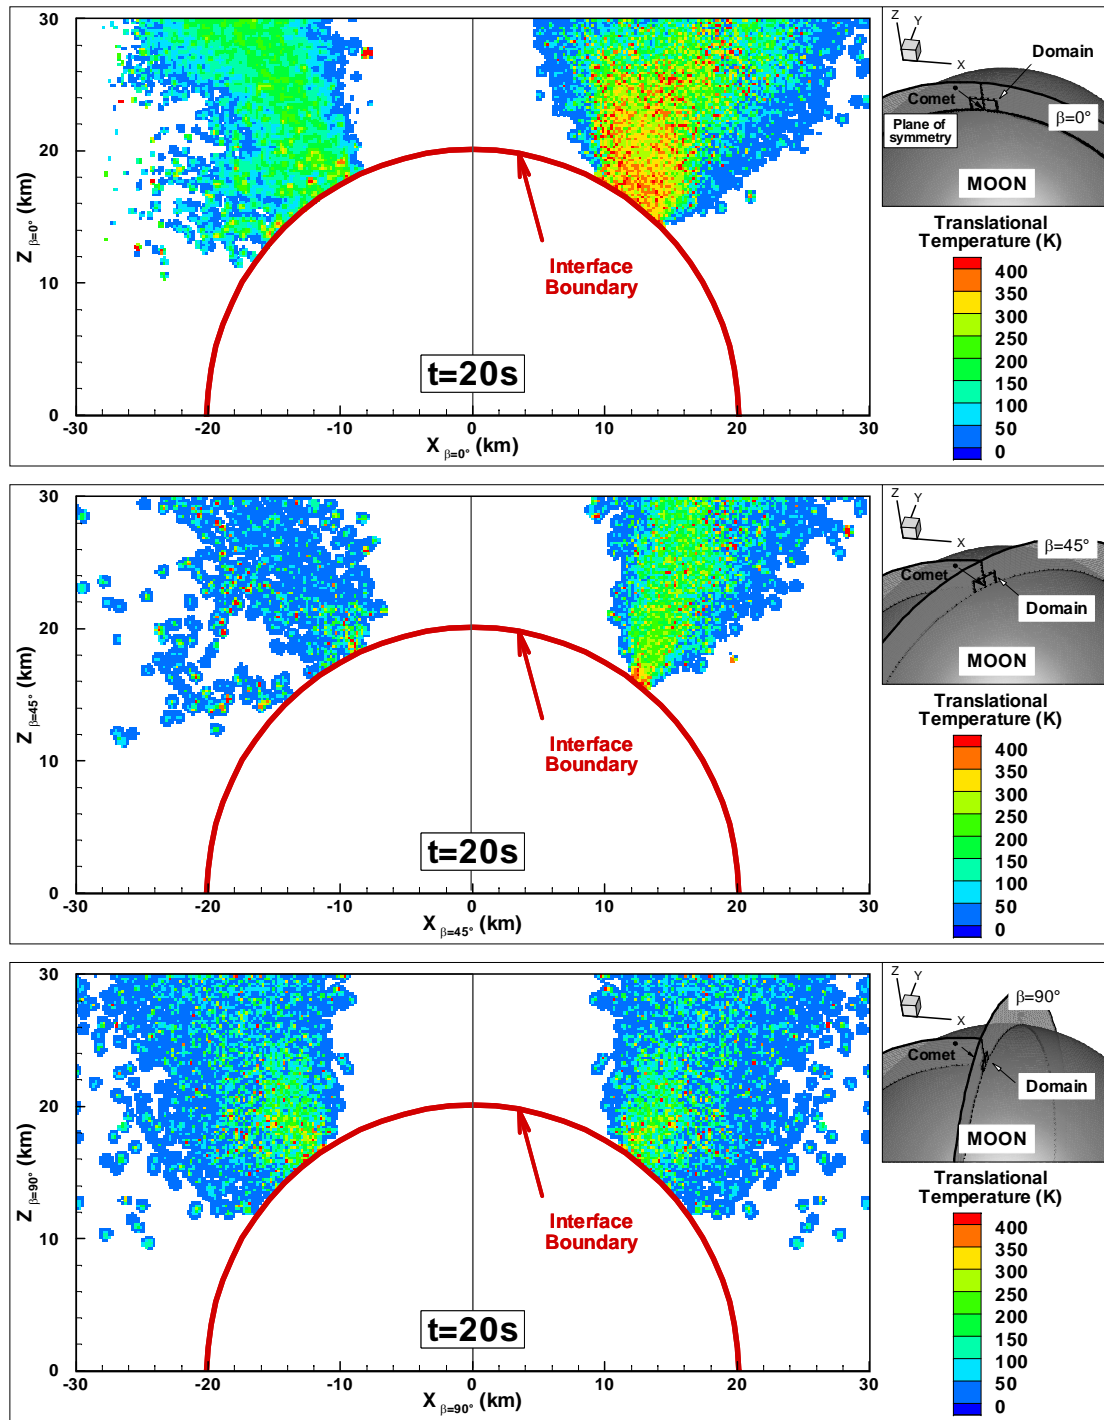 30
20
10
0
-30
-20
-10
0
10
20
30
Z β=0° (km)
X β=0° (km)
Interface
Boundary
t=20s
Z
Y
X
Domain
Comet
β=0°
Plane of
symmetry
MOON
Translational
Temperature (K)
400
350
300
250
200
150
100
50
0
30
20
10
0
-30
-20
-10
0
10
20
30
Z β=45° (km)
X β=45° (km)
Interface
Boundary
t=20s
Z
Y
X
β=45°
Comet
Domain
MOON
Translational
Temperature (K)
400
350
300
250
200
150
100
50
0
30
20
10
0
-30
-20
-10
0
10
20
30
Z β=90° (km)
X β=90° (km)
Interface
Boundary
t=20s
Z
Y
X
β=90°
Comet
Domain
MOON
Translational
Temperature (K)
400
350
300
250
200
150
100
50
0